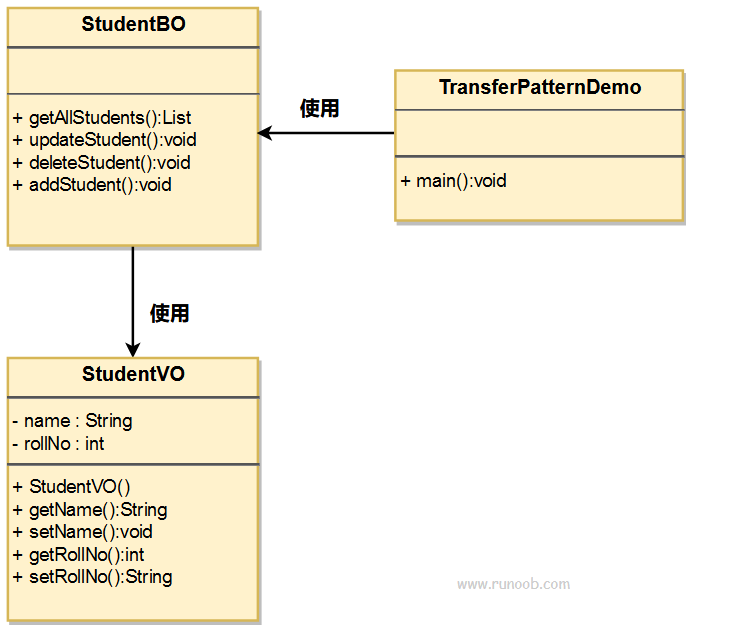 StudentBO
+ getAllStudents():List
+ updateStudent():void
+ deleteStudent():void
+ addStudent():void
使用
TransferPatternDemo
+ main():void
使用
StudentVO
- name : String
- rollNo : int
+ StudentVO()
+ getName():String
+ setName():void
+ getRollNo():int
+ setRollNo():String
www.runoob.com